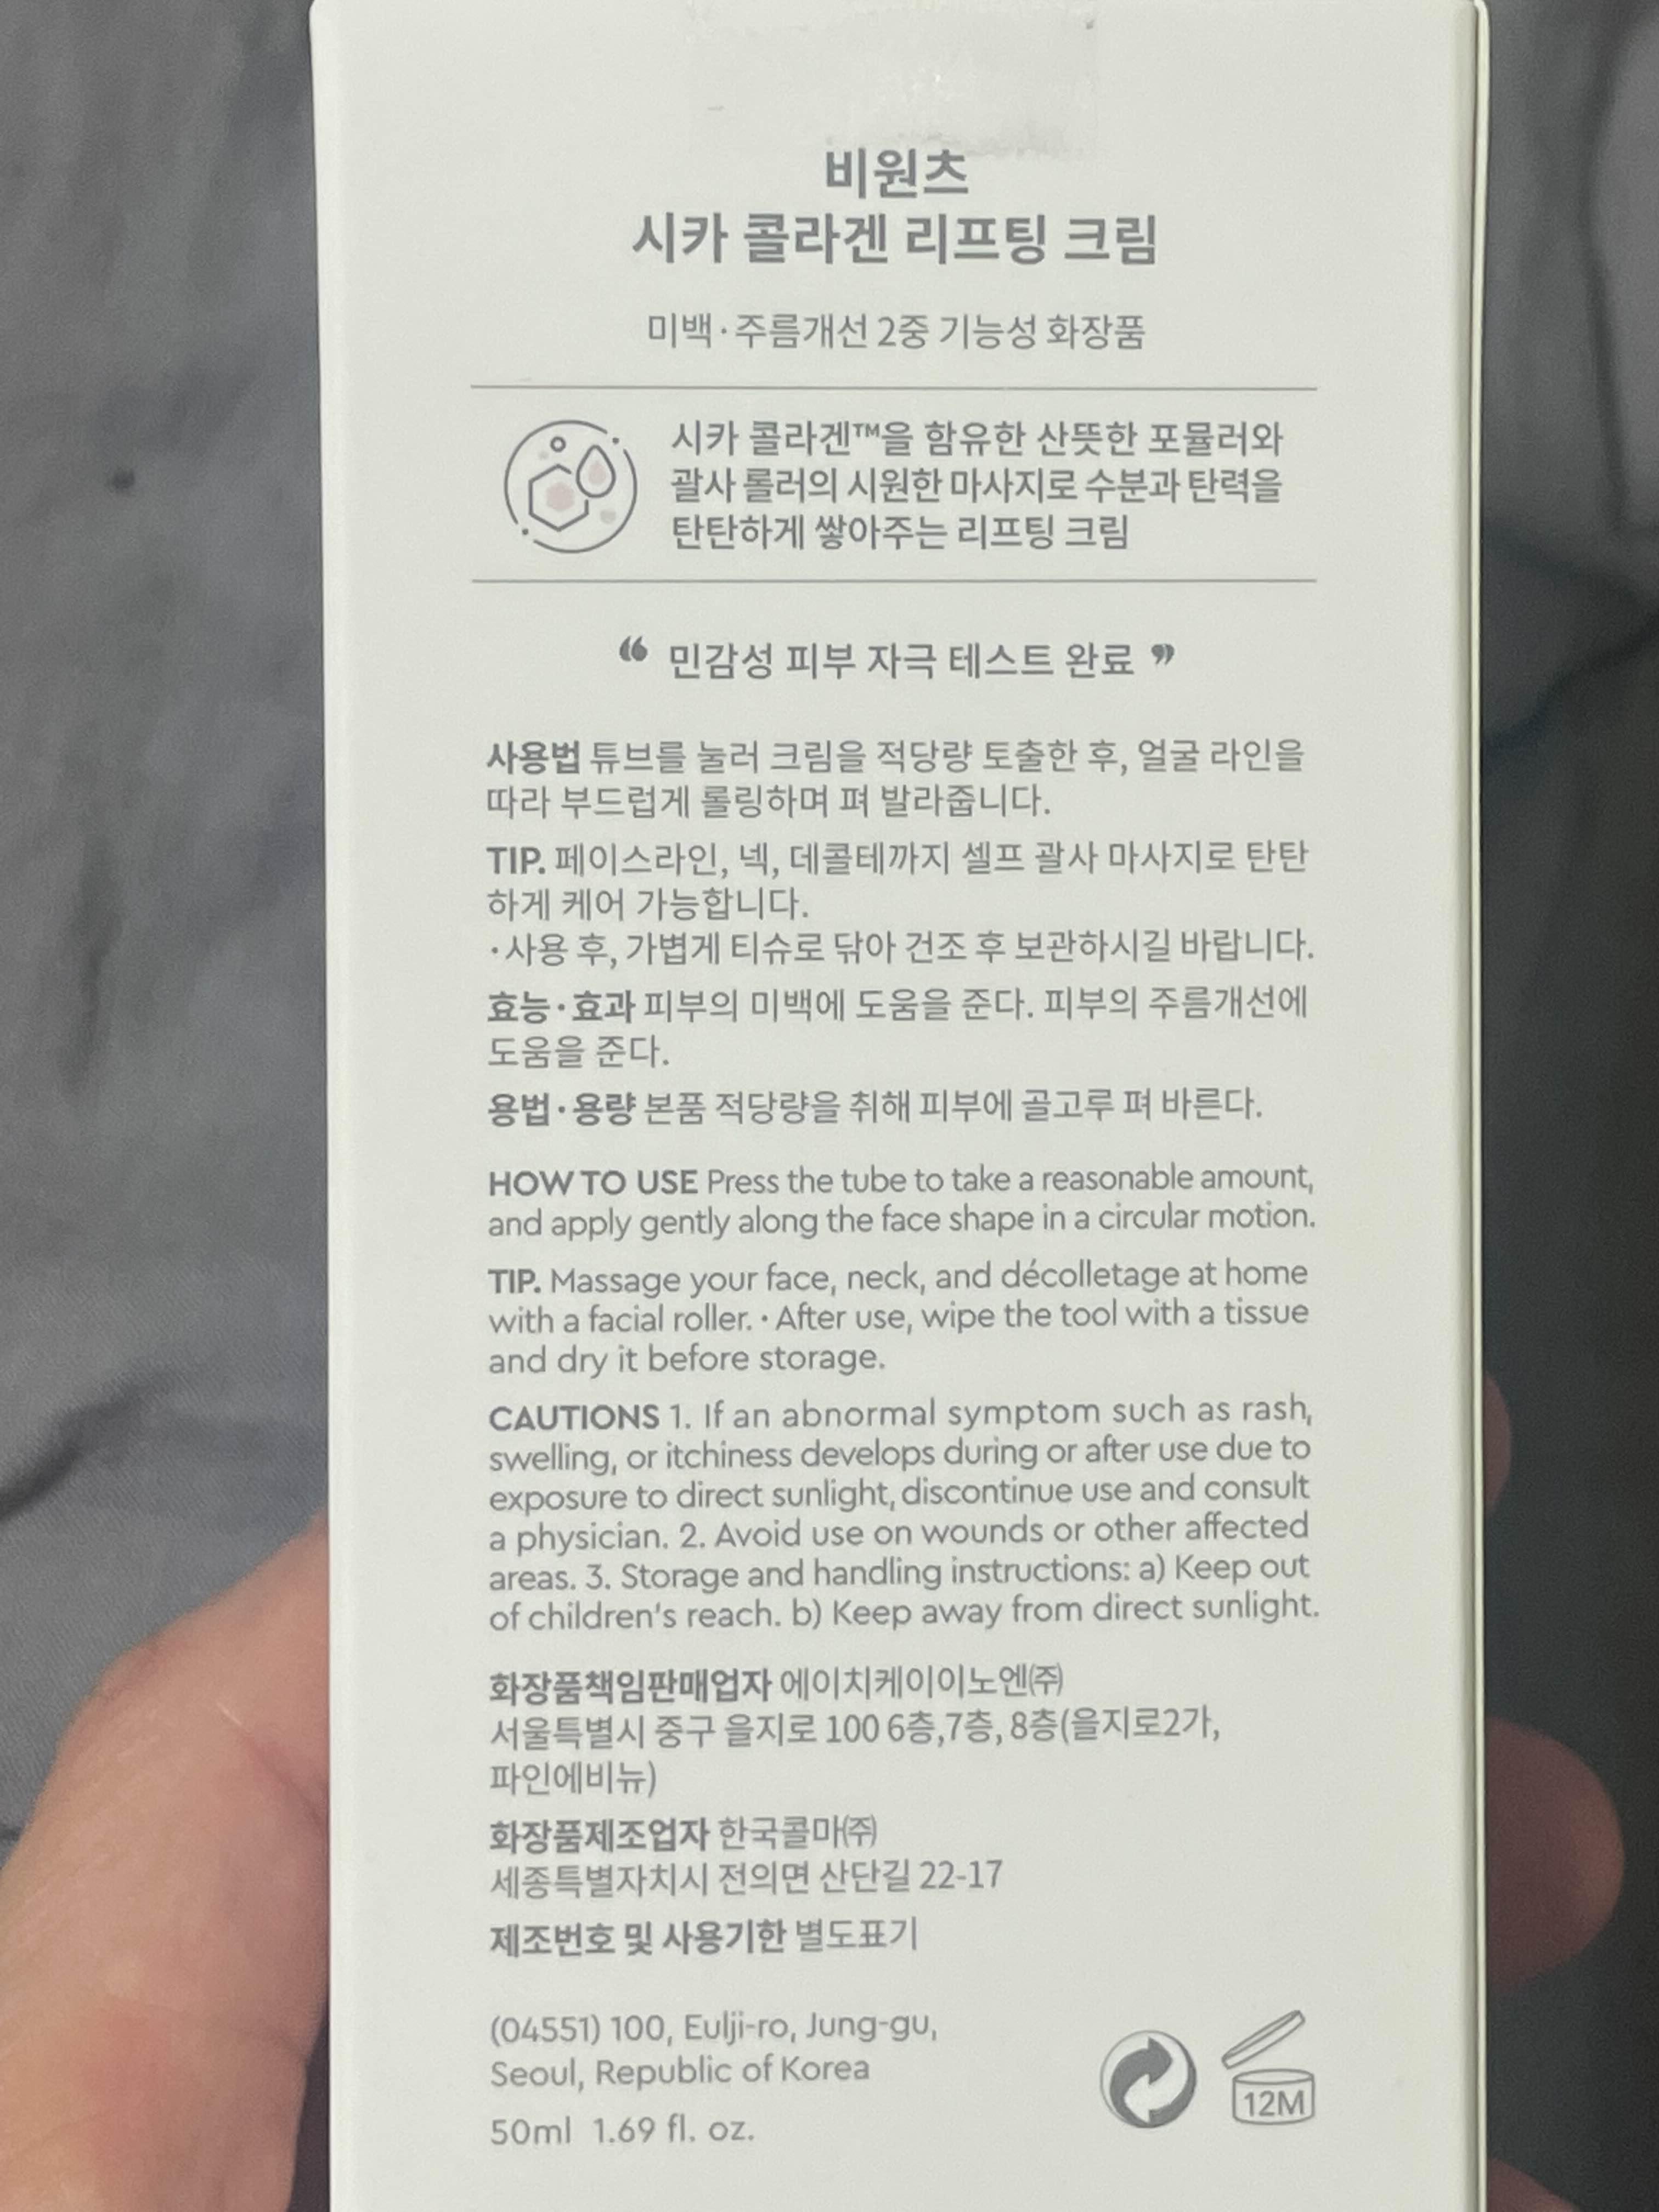 비원츠
시카 콜라겐 리프팅 크림
미백·주름개선 2중 기능성 화장품
시카 콜라겐™을 함유한 산뜻한 포뮬러와
괄사 롤러의 시원한 마사지로 수분과 탄력을
탄탄하게 쌓아주는 리프팅 크림
“ 민감성 피부 자극 테스트 완료 ”
사용법 튜브를 눌러 크림을 적당량 토출한 후, 얼굴 라인을
따라 부드럽게 롤링하며 펴 발라줍니다.
TIP. 페이스라인, 넥, 데콜테까지 셀프 괄사 마사지로 탄탄
하게 케어 가능합니다.
·사용 후, 가볍게 티슈로 닦아 건조 후 보관하시길 바랍니다.
효능·효과 피부의 미백에 도움을 준다. 피부의 주름개선에
도움을 준다.
용법·용량 본품 적당량을 취해 피부에 골고루 펴 바른다.
HOW TO USE Press the tube to take a reasonable amount,
and apply gently along the face shape in a circular motion.
TIP. Massage your face, neck, and décolletage at home
with a facial roller. · After use, wipe the tool with a tissue
and dry it before storage.
CAUTIONS 1. If an abnormal symptom such as rash,
swelling, or itchiness develops during or after use due to
exposure to direct sunlight, discontinue use and consult
a physician. 2. Avoid use on wounds or other affected
areas. 3. Storage and handling instructions: a) Keep out
of children's reach. b) Keep away from direct sunlight.
화장품책임판매업자 에이치케이이노엔㈜
서울특별시 중구 을지로 100 6층,7층, 8층(을지로2가,
파인에비뉴)
화장품제조업자 한국콜마㈜
세종특별자치시 전의면 산단길 22-17
제조번호 및 사용기한 별도표기
(04551) 100, Eulji-ro, Jung-gu,
Seoul, Republic of Korea
50ml 1.69 fl. oz.
12M